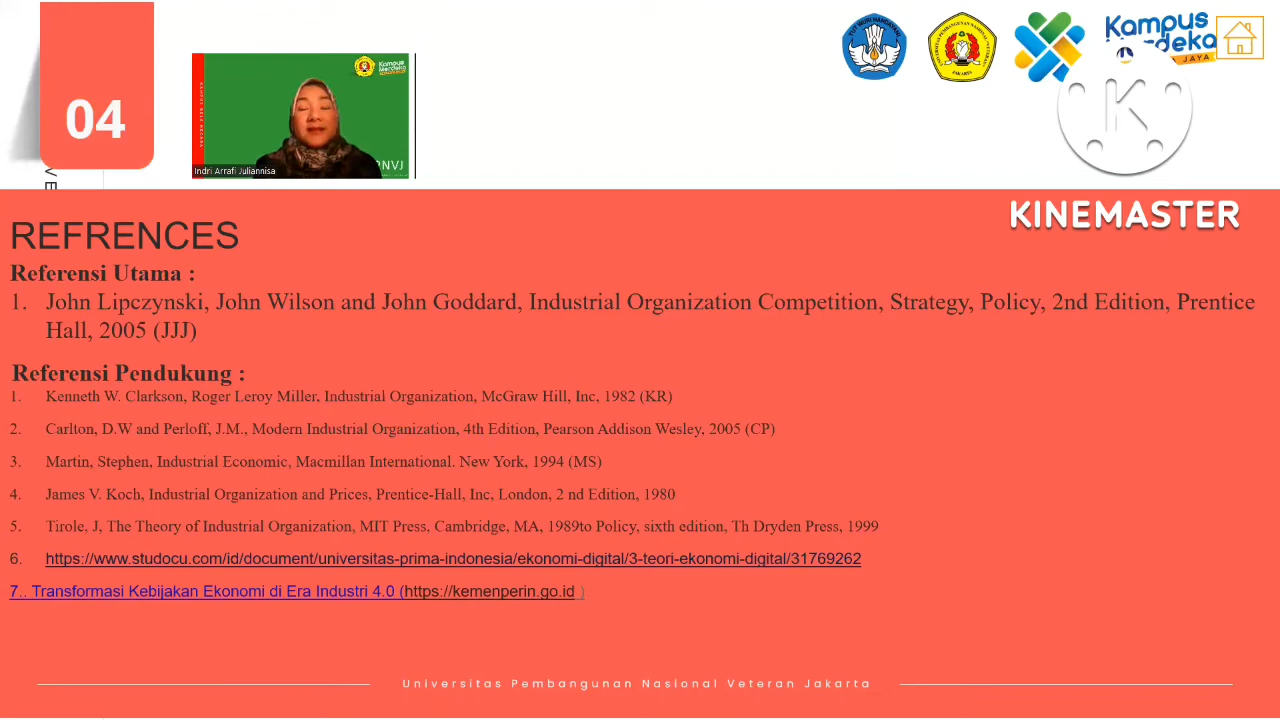 04
TUT WURI HANDAYANI
Kampus
Merdeka
JAYA
Kampus
Merdeka
Indri Arrafi Juliannisa
KINEMASTER
REFRENCES
Referensi Utama :
1. John Lipczynski, John Wilson and John Goddard, Industrial Organization Competition, Strategy, Policy, 2nd Edition, Prentice
Hall, 2005 (JJJ)
Referensi Pendukung :
1. Kenneth W. Clarkson, Roger Leroy Miller, Industrial Organization, McGraw Hill, Inc, 1982 (KR)
2. Carlton, D.W and Perloff, J.M., Modern Industrial Organization, 4th Edition, Pearson Addison Wesley, 2005 (CP)
3. Martin, Stephen, Industrial Economic, Macmillan International. New York, 1994 (MS)
4. James V. Koch, Industrial Organization and Prices, Prentice-Hall, Inc, London, 2 nd Edition, 1980
5. Tirole, J, The Theory of Industrial Organization, MIT Press, Cambridge, MA, 1989to Policy, sixth edition, Th Dryden Press, 1999
6. https://www.studocu.com/id/document/universitas-prima-indonesia/ekonomi-digital/3-teori-ekonomi-digital/31769262
7.. Transformasi Kebijakan Ekonomi di Era Industri 4.0 (https://kemenperin.go.id )
Universitas Pembangunan Nasional Veteran Jakarta